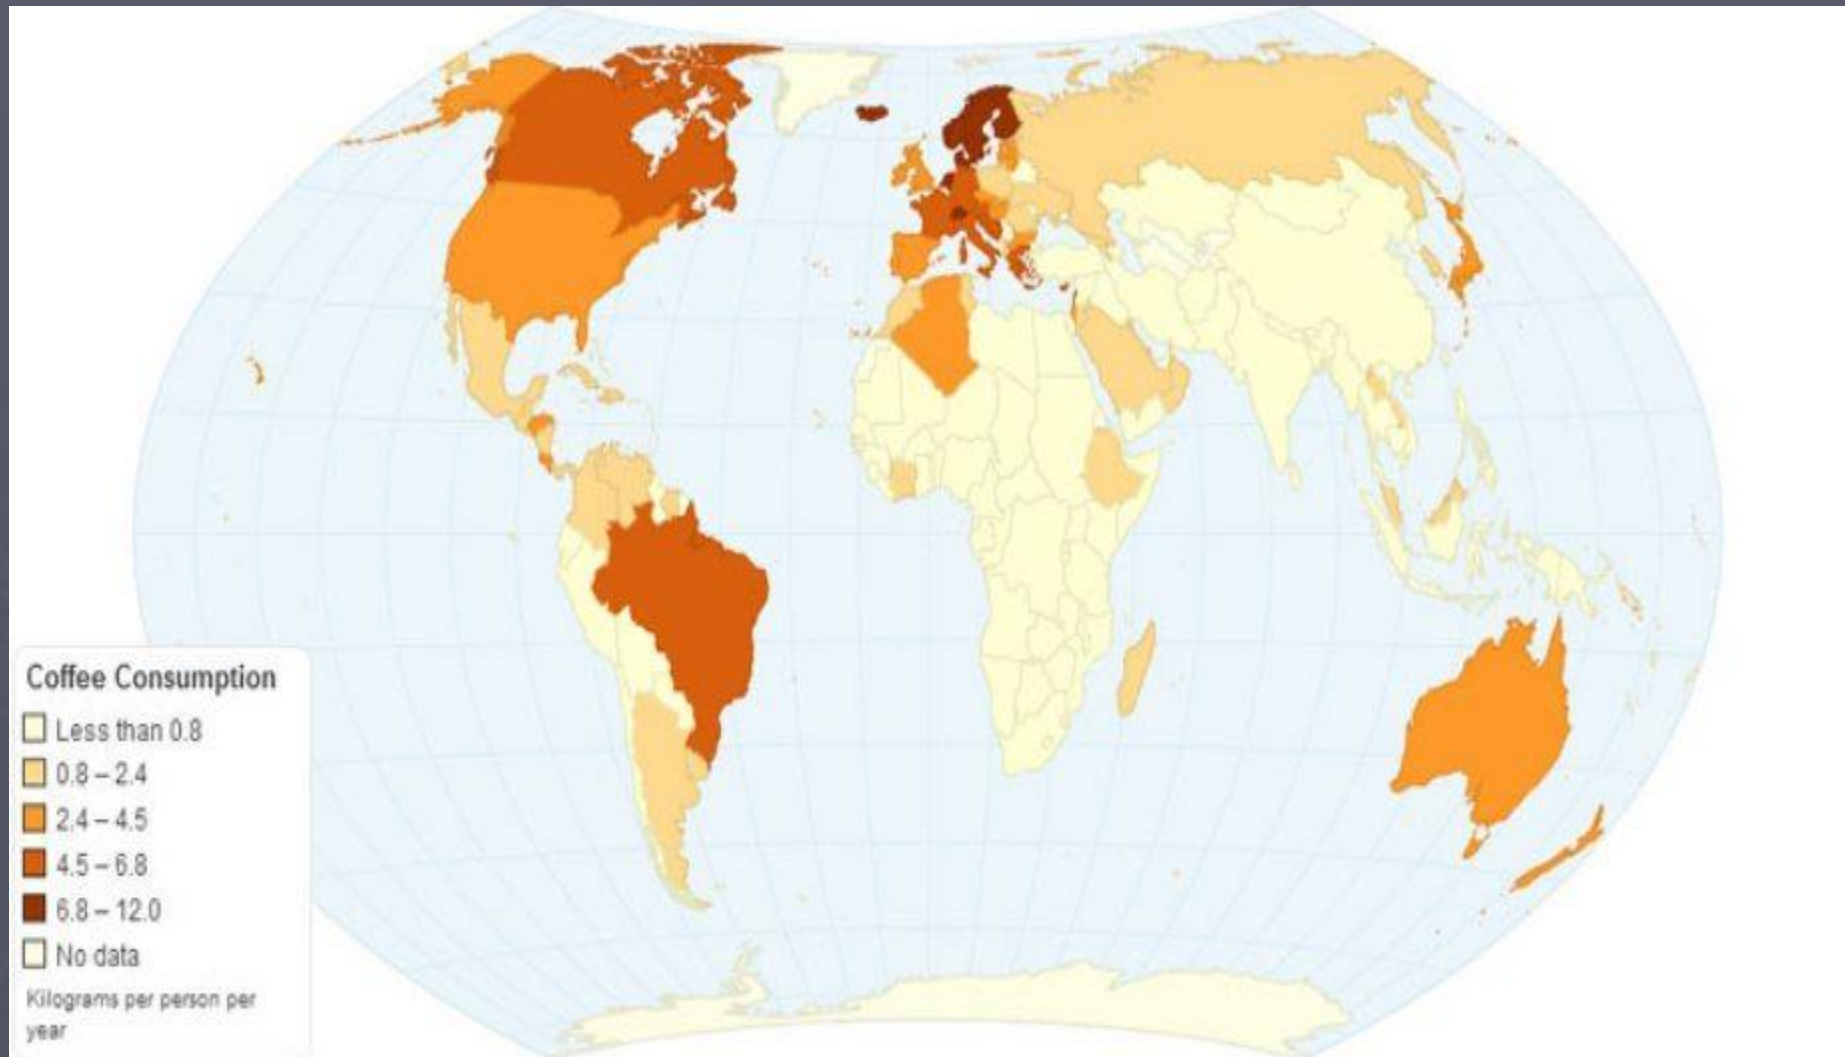 Coffee Consumption
Less than 0.8
0.8 – 2.4
2.4 – 4.5
4.5 – 6.8
6.8 – 12.0
No data
Kilograms per person per
year